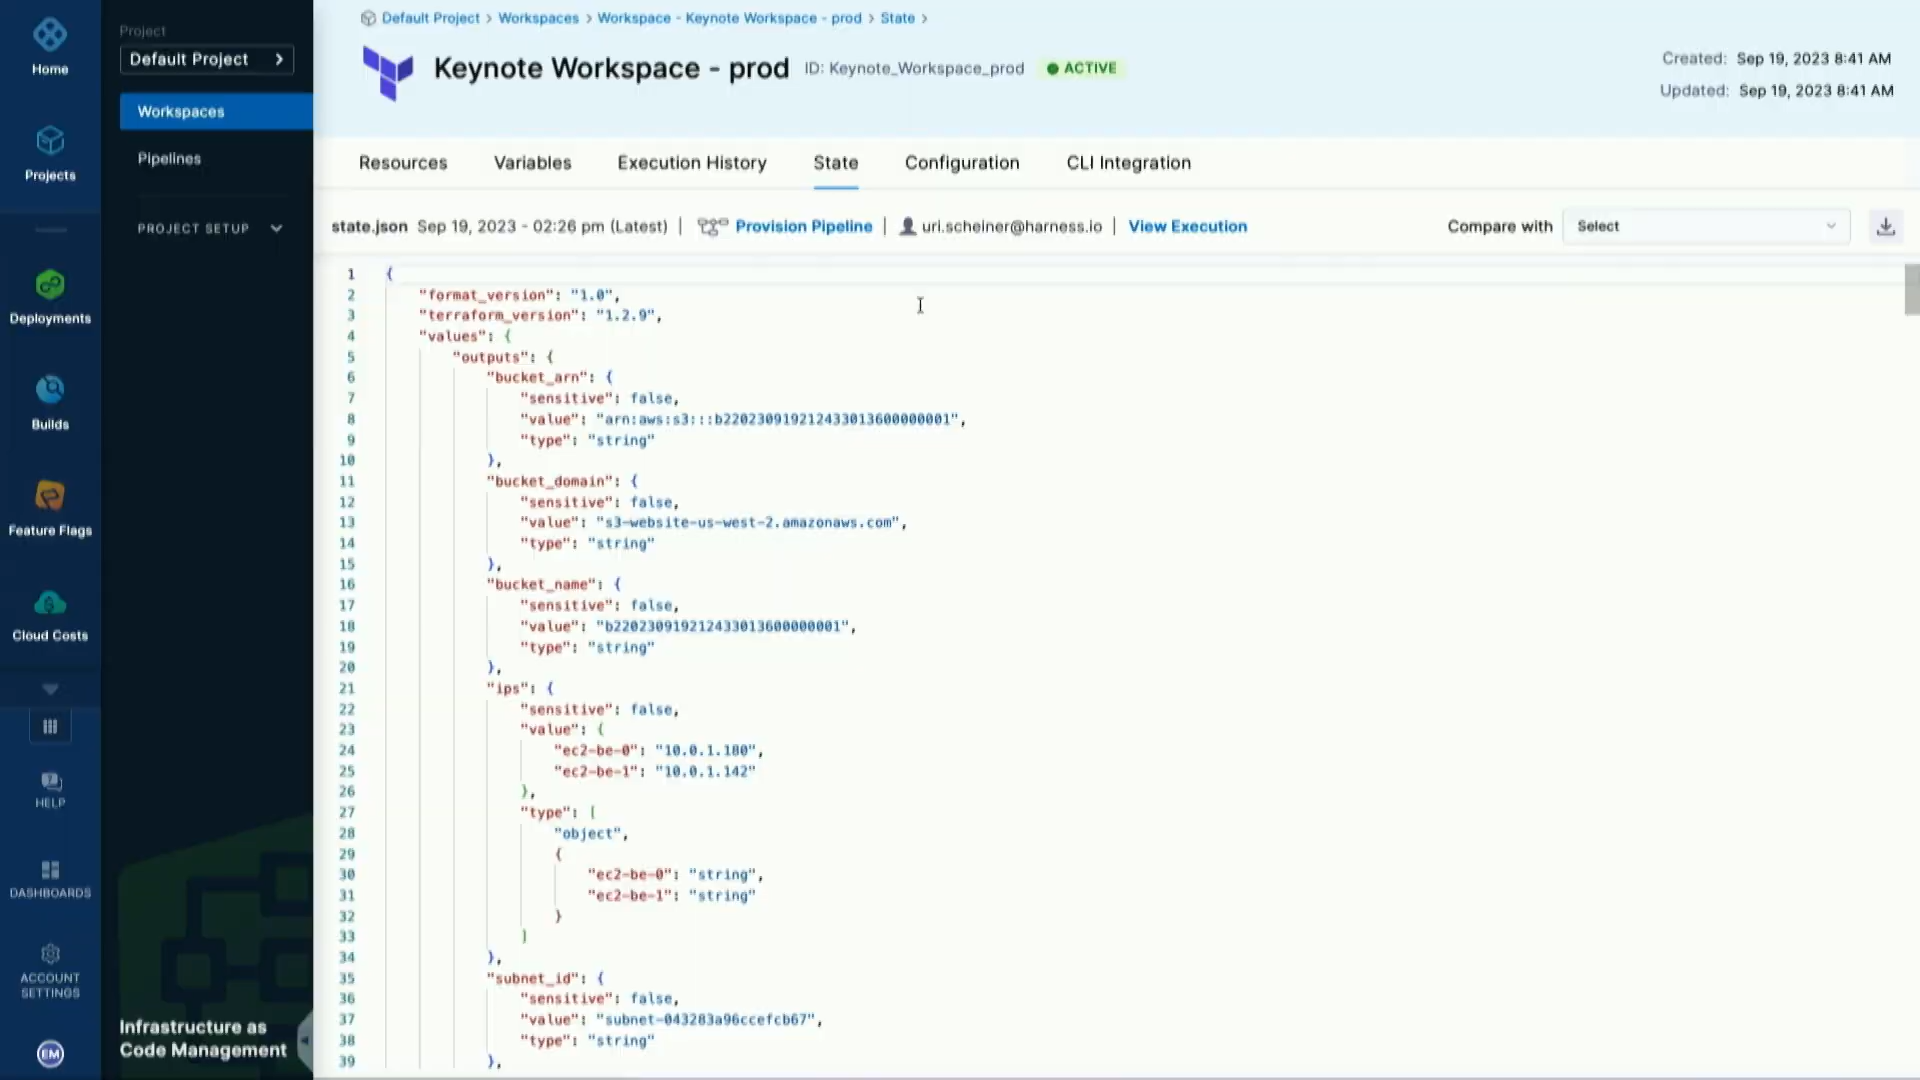 Home
Projects
Deployments
Builds
Feature Flags
Cloud Costs
HELP
DASHBOARDS
ACCOUNT
SETTINGS
EM
Project
Default Project
Workspaces
Pipelines
PROJECT SETUP
Infrastructure as
Code Management
Default Project > Workspaces > Workspace - Keynote Workspace - prod > State >
Keynote Workspace - prod ID: Keynote_Workspace_prod ACTIVE
Created: Sep 19, 2023 8:41 AM
Updated: Sep 19, 2023 8:41 AM
Resources Variables Execution History State Configuration CLI Integration
state.json Sep 19, 2023 - 02:26 pm (Latest) | Provision Pipeline | uri.scheiner@harness.io | View Execution Compare with Select
1 {
2 "format_version": "1.0",
3 "terraform_version": "1.2.9",
4 "values": {
5 "outputs": {
6 "bucket_arn": {
7 "sensitive": false,
8 "value": "arn:aws:s3:::b22023091921243301360000​0001",
9 "type": "string"
10 },
11 "bucket_domain": {
12 "sensitive": false,
13 "value": "s3-website-us-west-2.amazonaws.com",
14 "type": "string"
15 },
16 "bucket_name": {
17 "sensitive": false,
18 "value": "b220230919212433013600000001",
19 "type": "string"
20 },
21 "ips": {
22 "sensitive": false,
23 "value": {
24 "ec2-be-0": "10.0.1.180",
25 "ec2-be-1": "10.0.1.142"
26 },
27 "type": [
28 "object",
29 {
30 "ec2-be-0": "string",
31 "ec2-be-1": "string"
32 }
33 ]
34 },
35 "subnet_id": {
36 "sensitive": false,
37 "value": "subnet-043283a96ccefcb67",
38 "type": "string"
39 },